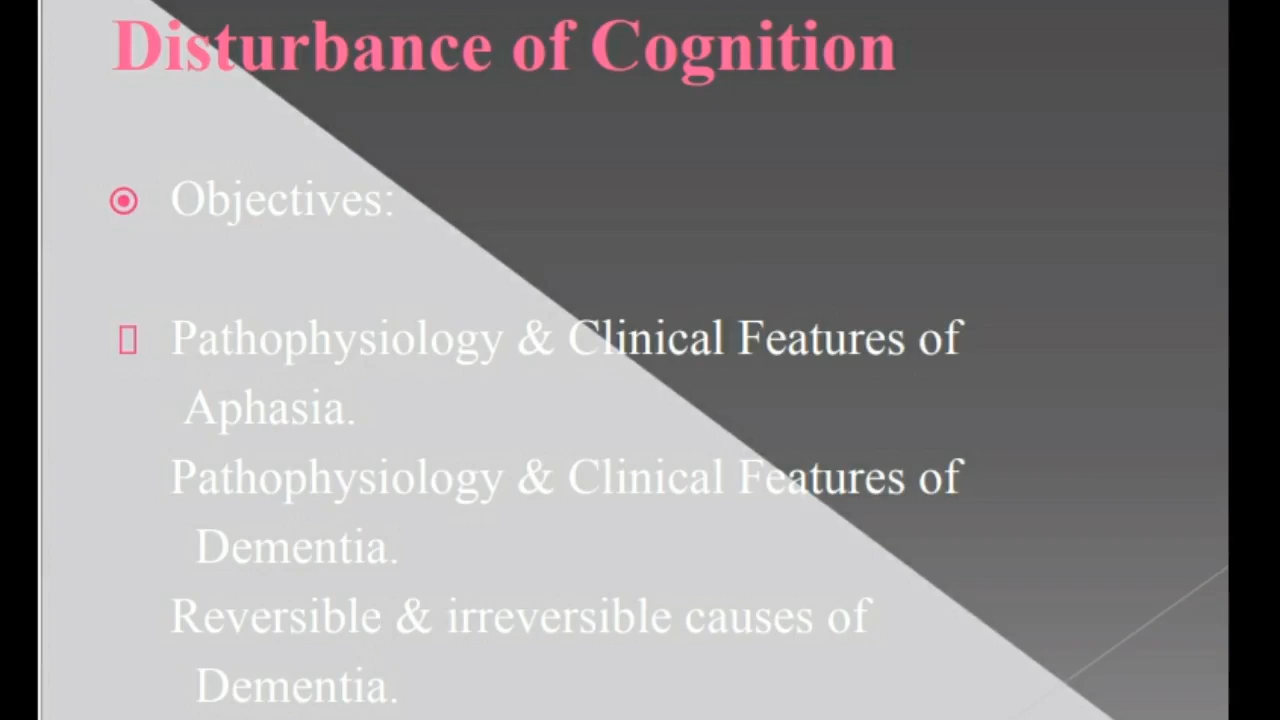 Disturbance of Cognition
Objectives:
Pathophysiology & Clinical Features of
Aphasia.
Pathophysiology & Clinical Features of
Dementia.
Reversible & irreversible causes of
Dementia.